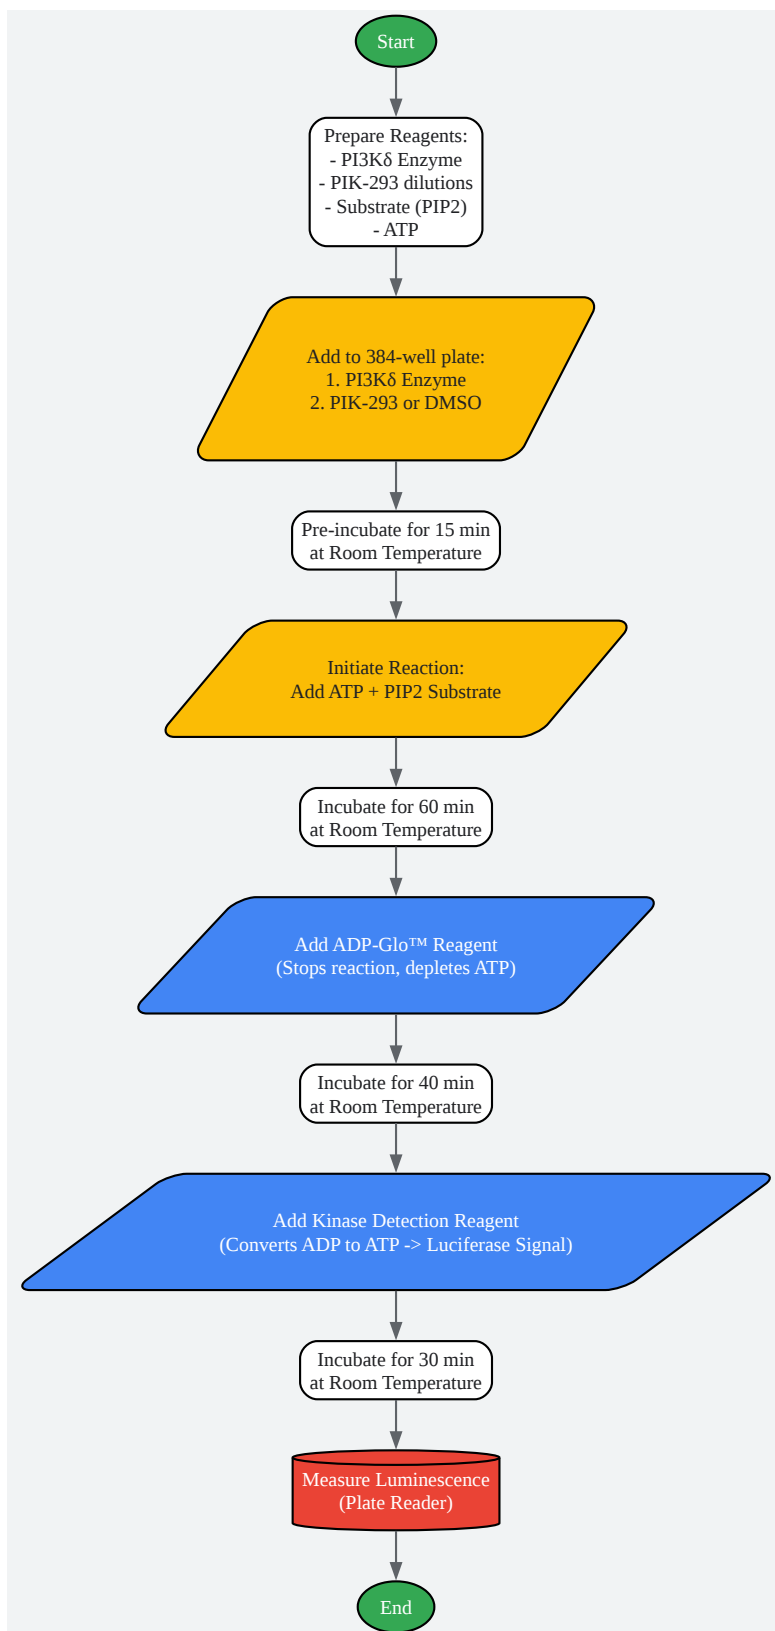 Start
Prepare Reagents:
- PI3Kδ Enzyme
- PIK-293 dilutions
- Substrate (PIP2)
- ATP
Add to 384-well plate:
1. PI3Kδ Enzyme
2. PIK-293 or DMSO
Pre-incubate for 15 min
at Room Temperature
Initiate Reaction:
Add ATP + PIP2 Substrate
Incubate for 60 min
at Room Temperature
Add ADP-Glo™ Reagent
(Stops reaction, depletes ATP)
Incubate for 40 min
at Room Temperature
Add Kinase Detection Reagent
(Converts ADP to ATP -> Luciferase Signal)
Incubate for 30 min
at Room Temperature
Measure Luminescence
(Plate Reader)
End